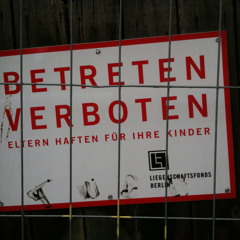 BETRETEN
VERBOTEN
ELTERN HAFTEN FÜR IHRE KINDER
LIEGENSCHAFTSFONDS
BERLIN